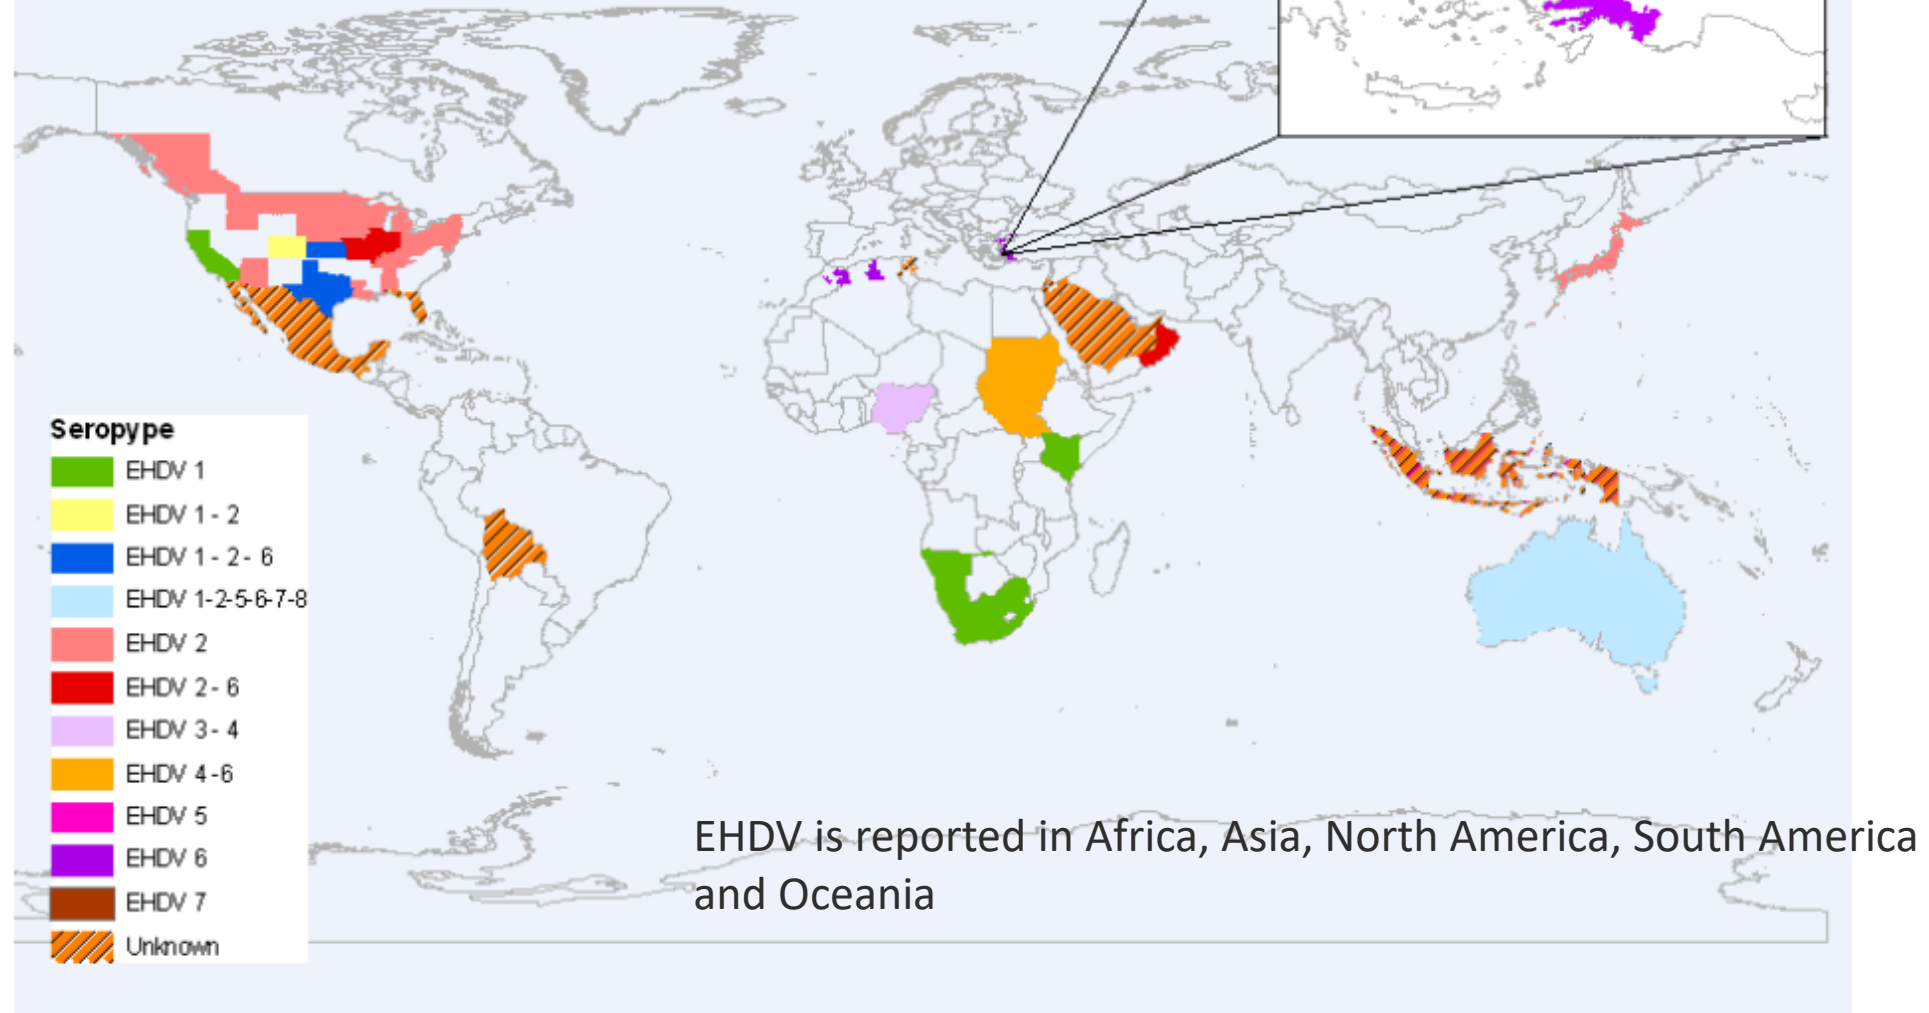 Seropype
EHDV 1
EHDV 1 - 2
EHDV 1 - 2 - 6
EHDV 1-2-5-6-7-8
EHDV 2
EHDV 2 - 6
EHDV 3 - 4
EHDV 4 -6
EHDV 5
EHDV 6
EHDV 7
Unknown
EHDV is reported in Africa, Asia, North America, South America
and Oceania